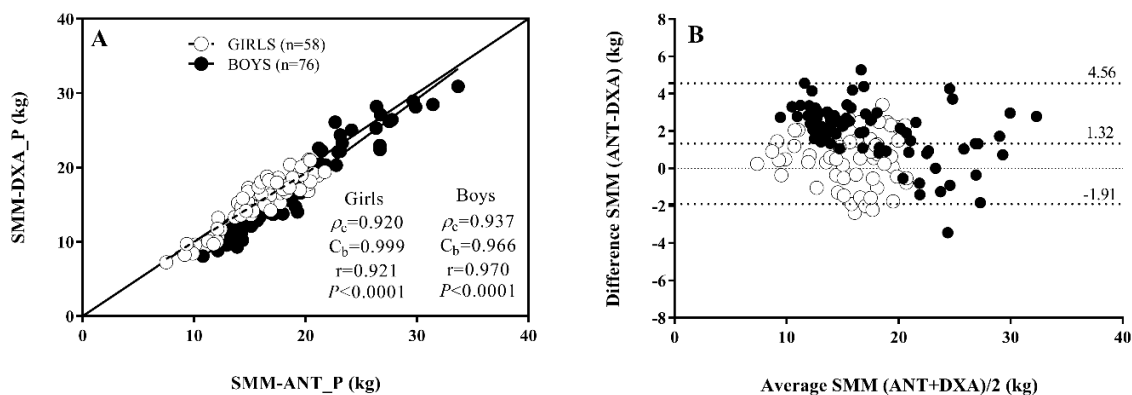 A
GIRLS (n=58)
BOYS (n=76)
SMM-DXA_P (kg)
40
30
20
10
0
Girls Boys
ρc=0.920 ρc=0.937
Cb=0.999 Cb=0.966
r=0.921 r=0.970
P<0.0001 P<0.0001
0 10 20 30 40
SMM-ANT_P (kg)
B
Difference SMM (ANT-DXA) (kg)
8
6
4
2
0
-2
-4
-6
-8
4.56
1.32
-1.91
0 10 20 30 40
Average SMM (ANT+DXA)/2 (kg)